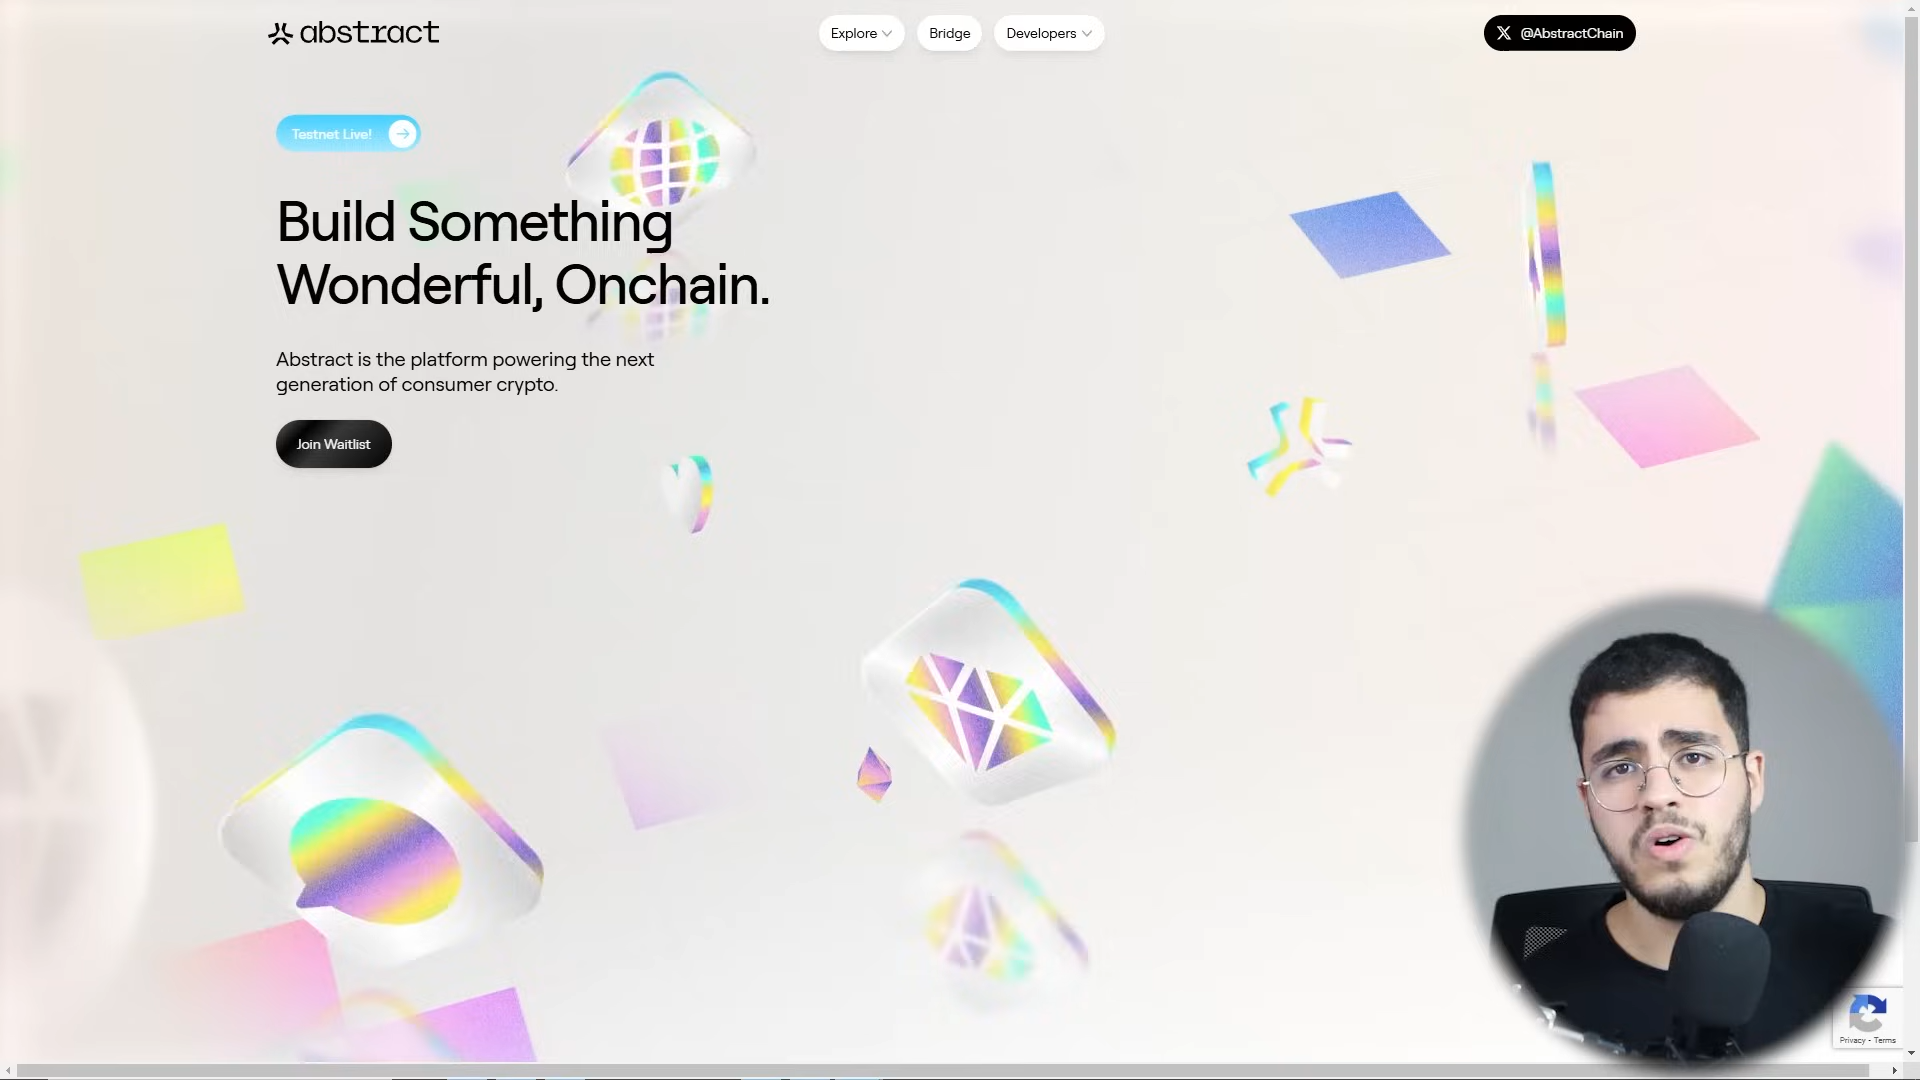 abstract
Explore
Bridge
Developers
@AbstractChain
Testnet Live!
Build Something
Wonderful, Onchain.
Abstract is the platform powering the next
generation of consumer crypto.
Join Waitlist
Privacy - Terms